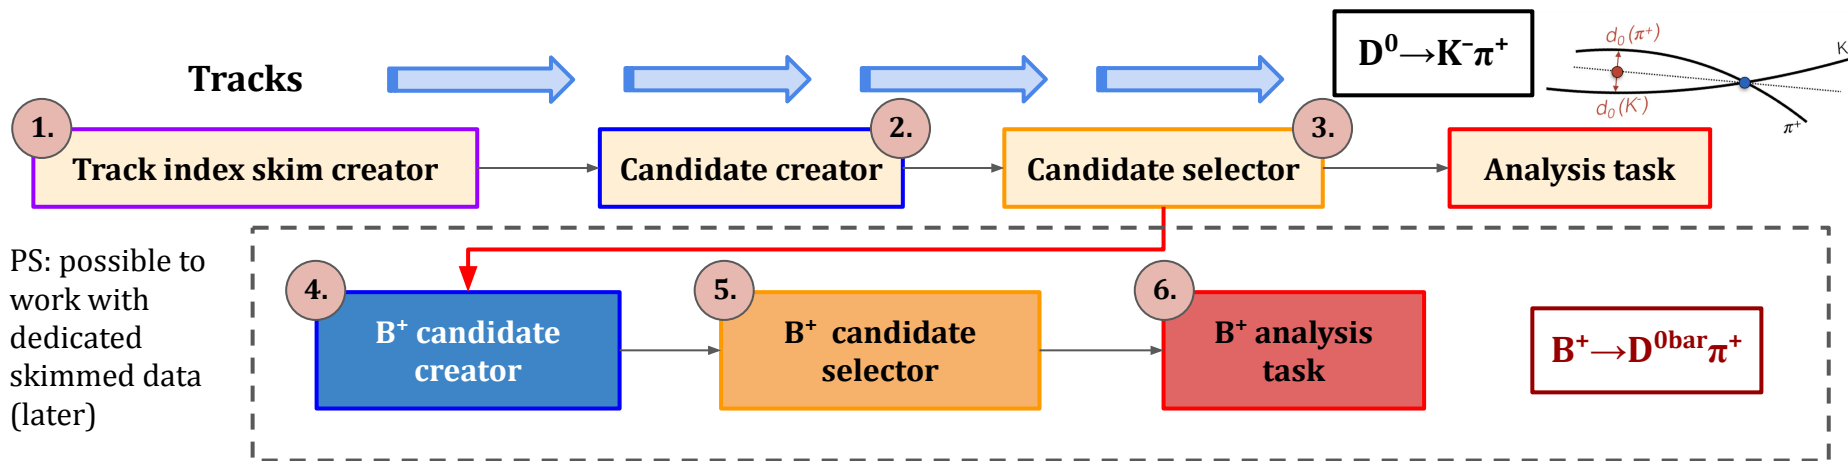 Tracks
D⁰→K⁻π⁺
d₀(π⁺)
d₀(K⁻)
K
π⁺
1.
2.
3.
Track index skim creator
Candidate creator
Candidate selector
Analysis task
PS: possible to
work with
dedicated
skimmed data
(later)
4.
5.
6.
B⁺ candidate
creator
B⁺ candidate
selector
B⁺ analysis
task
B⁺→D⁰ᵇᵃʳπ⁺